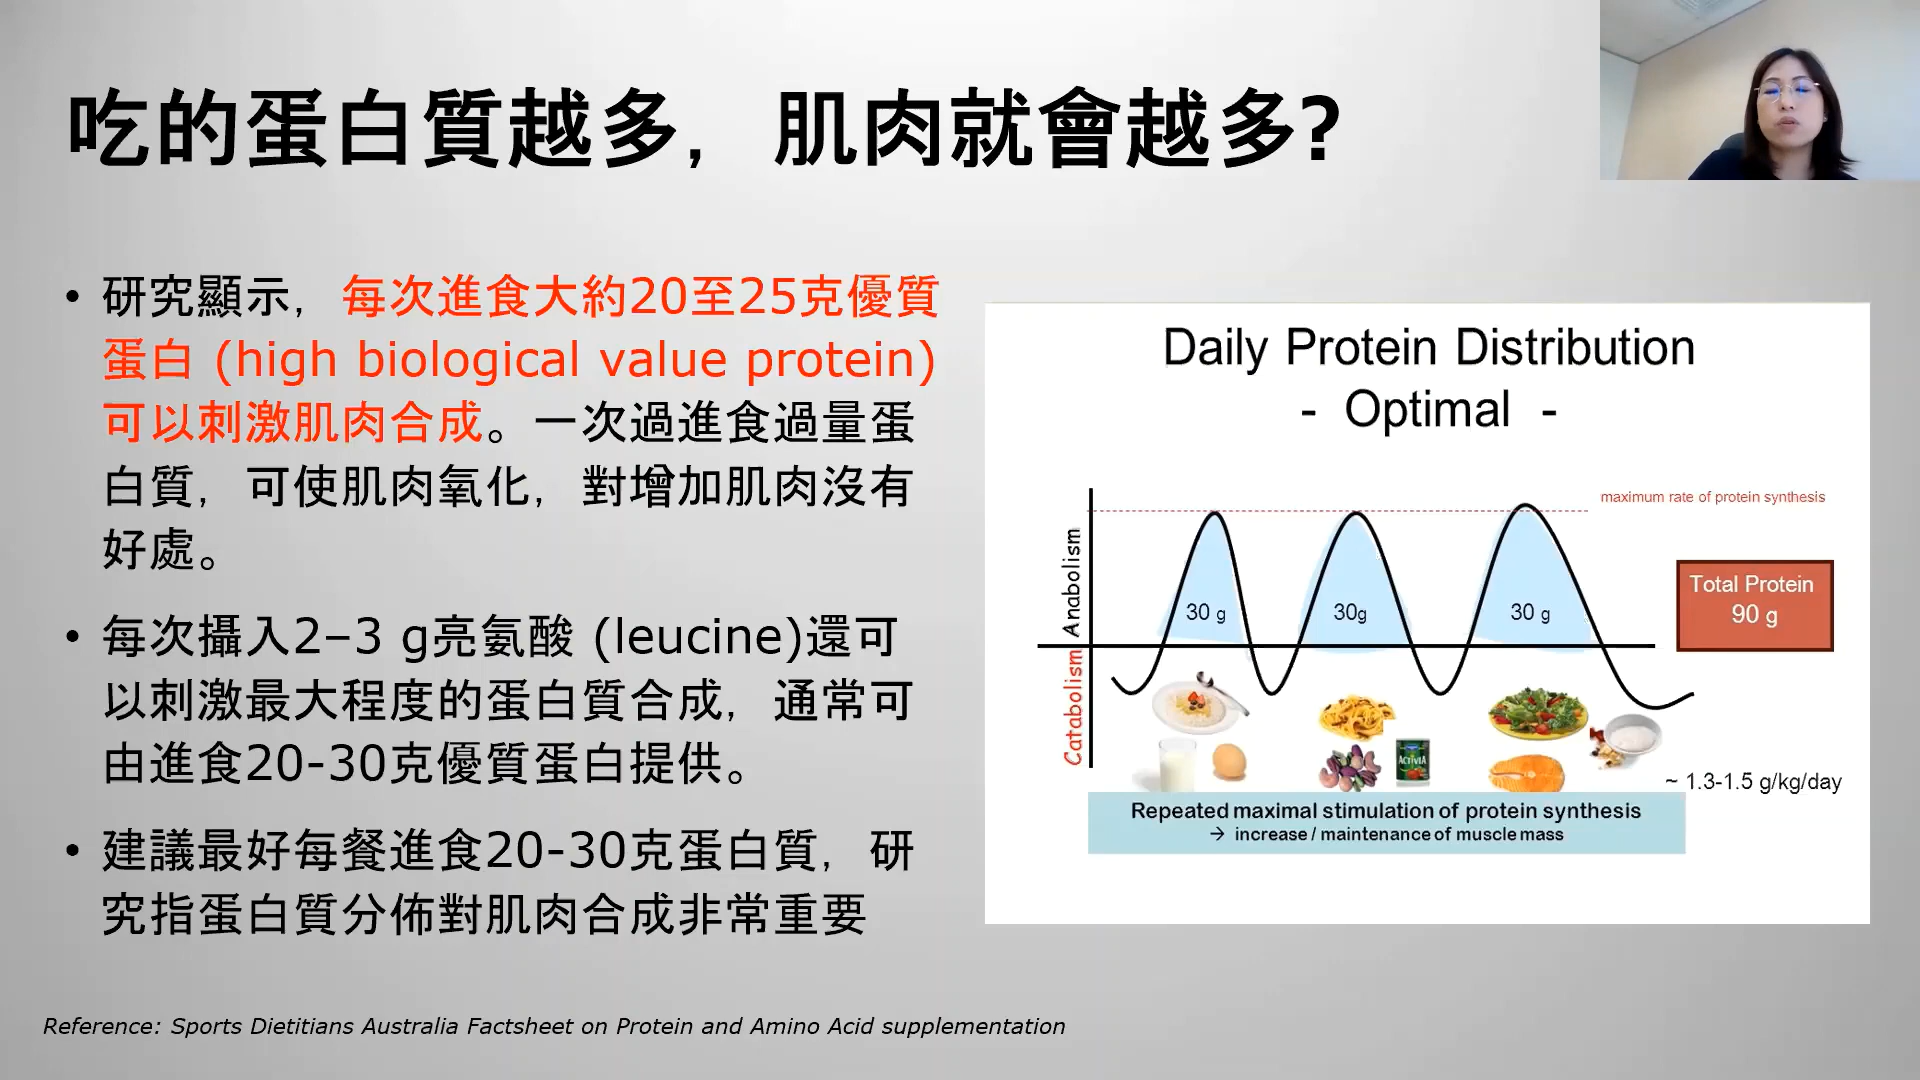 吃的蛋白質越多，肌肉就會越多?
• 研究顯示，每次進食大約20至25克優質
蛋白 (high biological value protein)
可以刺激肌肉合成。一次過進食過量蛋
白質，可使肌肉氧化，對增加肌肉沒有
好處。
• 每次攝入2–3 g亮氨酸 (leucine)還可
以刺激最大程度的蛋白質合成，通常可
由進食20-30克優質蛋白提供。
• 建議最好每餐進食20-30克蛋白質，研
究指蛋白質分佈對肌肉合成非常重要
Daily Protein Distribution
- Optimal -
maximum rate of protein synthesis
Anabolism
Catabolism
30 g
30g
30 g
Total Protein
90 g
ACTIVIA
~ 1.3-1.5 g/kg/day
Repeated maximal stimulation of protein synthesis
→ increase / maintenance of muscle mass
Reference: Sports Dietitians Australia Factsheet on Protein and Amino Acid supplementation